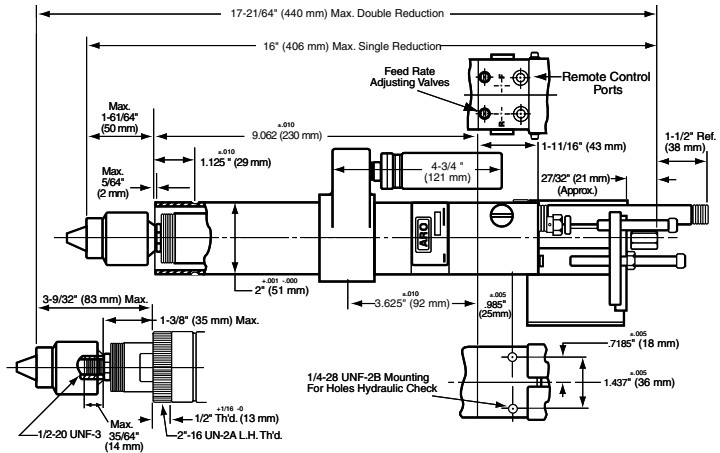 17-21/64" (440 mm) Max. Double Reduction
16" (406 mm) Max. Single Reduction
Feed Rate
Adjusting Valves
F
R
Remote Control
Ports
Max.
1-61/64"
(50 mm)
±.010
9.062 (230 mm)
1-11/16" (43 mm)
1-1/2" Ref.
(38 mm)
±.010
1.125 " (29 mm)
Max.
5/64"
(2 mm)
4-3/4 "
(121 mm)
27/32" (21 mm)
(Approx.)
ARO
+.001 -.000
2" (51 mm)
±.010
3.625" (92 mm)
±.005
.985"
(25mm)
3-9/32" (83 mm) Max.
1-3/8" (35 mm) Max.
±.005
.7185" (18 mm)
1/4-28 UNF-2B Mounting
For Holes Hydraulic Check
±.005
1.437" (36 mm)
+1/16 -0
1/2" Th'd. (13 mm)
Max.
35/64"
(14 mm)
1/2-20 UNF-3
2"-16 UN-2A L.H. Th'd.